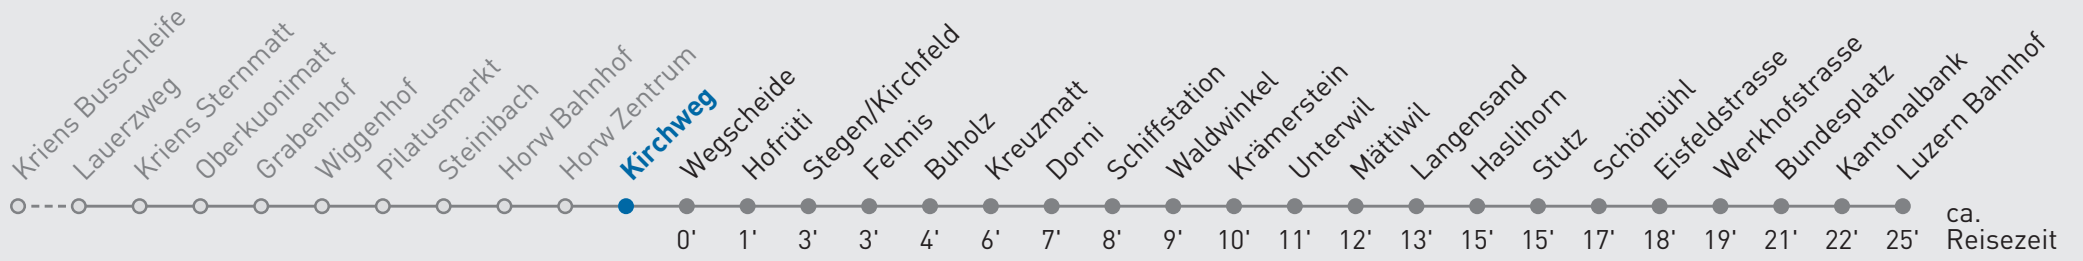 Kriens Busschleife
Lauerzweg
Kriens Sternmatt
Oberkuonimatt
Grabenhof
Wiggenhof
Pilatusmarkt
Steinibach
Horw Bahnhof
Horw Zentrum
Kirchweg
Wegscheide
Hofrüti
Stegen/Kirchfeld
Felmis
Buholz
Kreuzmatt
Dorni
Schiffstation
Waldwinkel
Krämerstein
Unterwil
Mättiwil
Langensand
Haslihorn
Stutz
Schönbühl
Eisfeldstrasse
Werkhofstrasse
Bundesplatz
Kantonalbank
Luzern Bahnhof
0' 1' 3' 3' 4' 6' 7' 8' 9' 10' 11' 12' 13' 15' 15' 17' 18' 19' 21' 22' 25'
ca.
Reisezeit